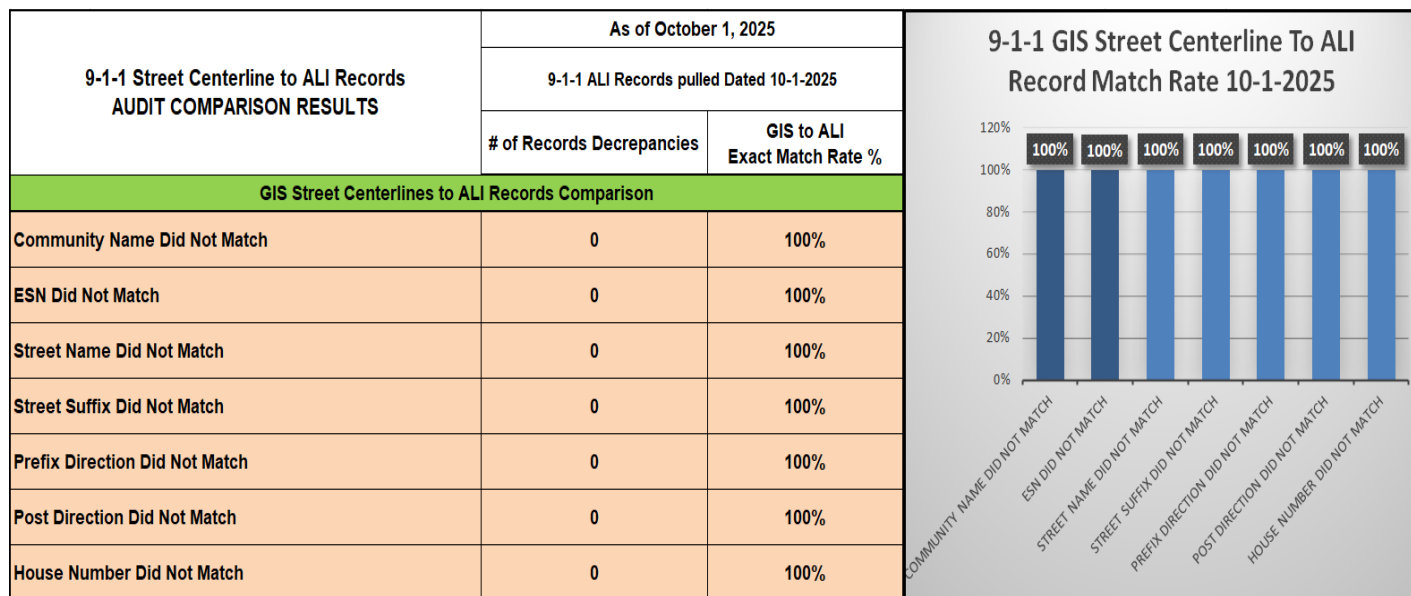 9-1-1 Street Centerline to ALI Records
AUDIT COMPARISON RESULTS
As of October 1, 2025
9-1-1 ALI Records pulled Dated 10-1-2025
# of Records Decrepancies
GIS to ALI
Exact Match Rate %
GIS Street Centerlines to ALI Records Comparison
Community Name Did Not Match 0 100%
ESN Did Not Match 0 100%
Street Name Did Not Match 0 100%
Street Suffix Did Not Match 0 100%
Prefix Direction Did Not Match 0 100%
Post Direction Did Not Match 0 100%
House Number Did Not Match 0 100%
9-1-1 GIS Street Centerline To ALI
Record Match Rate 10-1-2025
120%
100%
80%
60%
40%
20%
0%
100% 100% 100% 100% 100% 100% 100%
COMMUNITY NAME DID NOT MATCH
ESN DID NOT MATCH
STREET NAME DID NOT MATCH
STREET SUFFIX DID NOT MATCH
PREFIX DIRECTION DID NOT MATCH
POST DIRECTION DID NOT MATCH
HOUSE NUMBER DID NOT MATCH